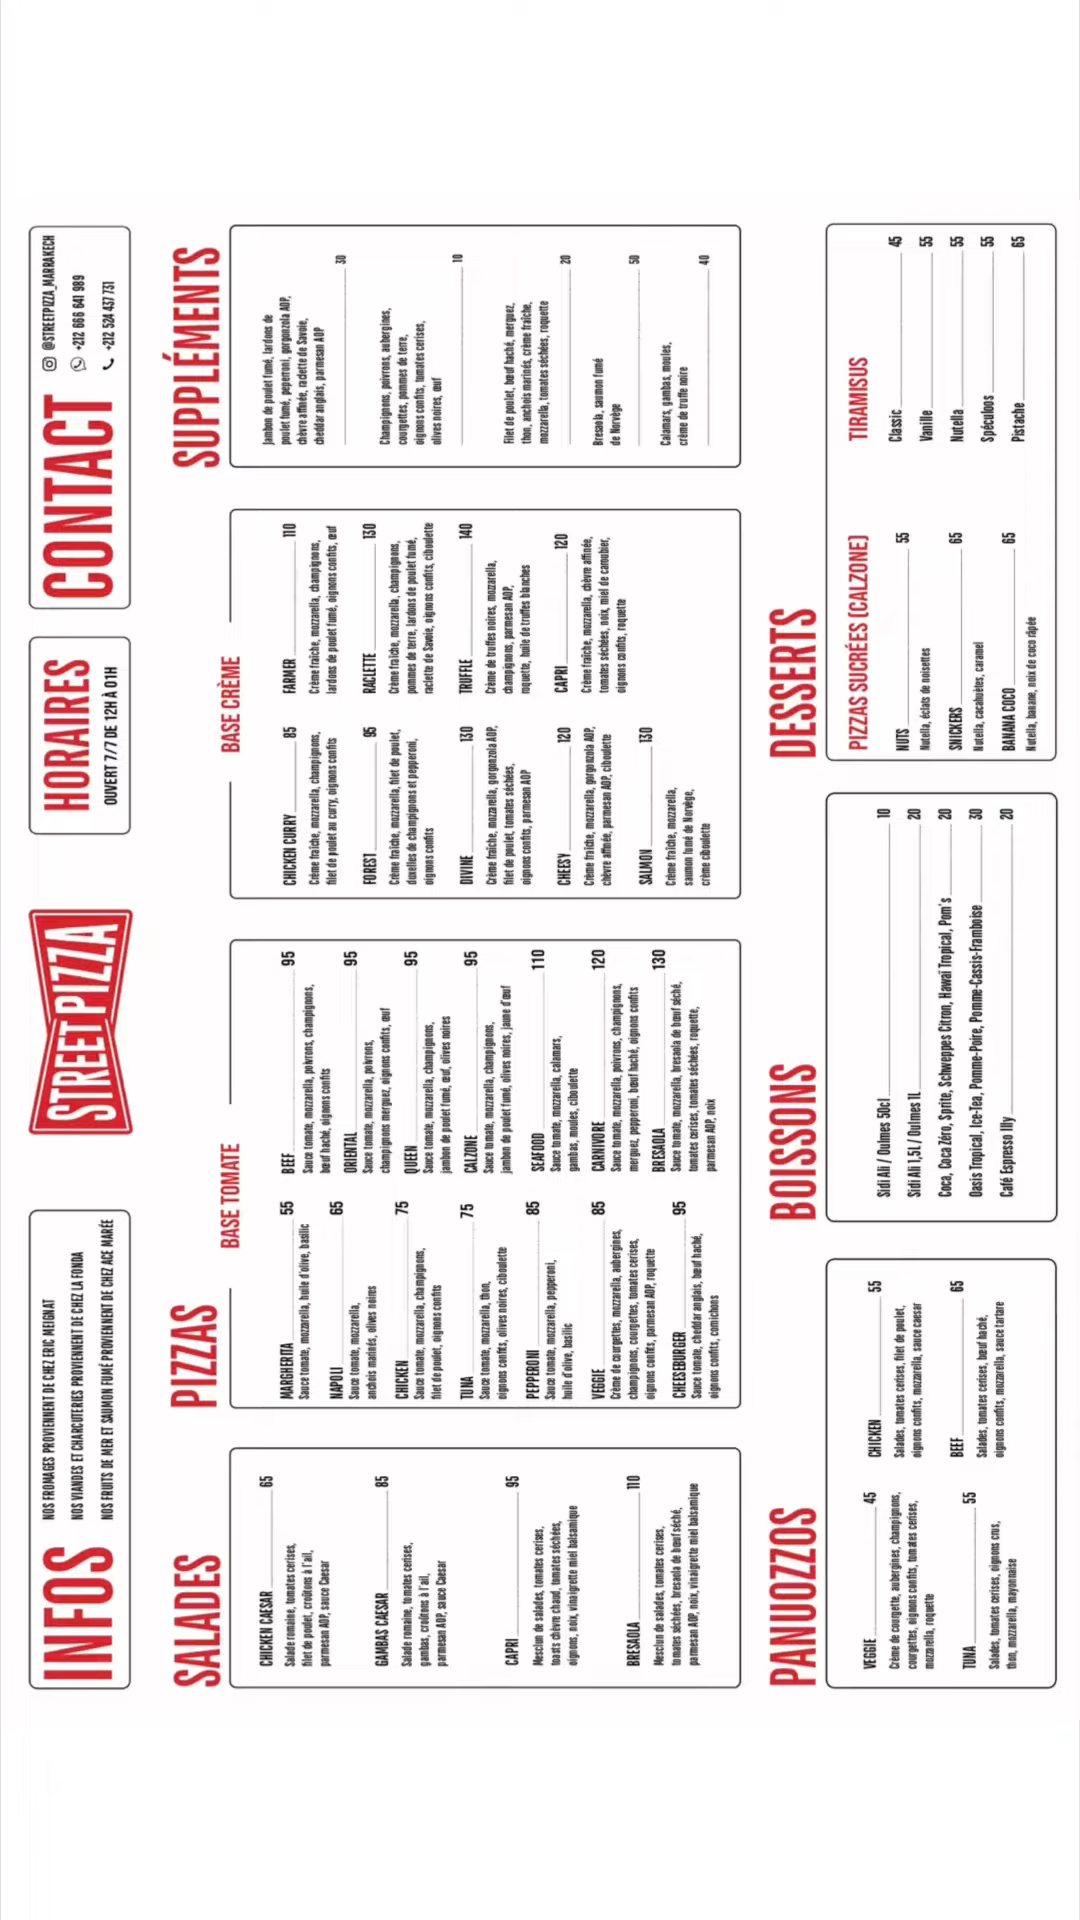 INFOS
NOS FROMAGES PROVIENNENT DE CHEZ ERIC MEIGNAT
NOS VIANDES ET CHARCUTERIES PROVIENNENT DE CHEZ LA FONDA
NOS FRUITS DE MER ET SAUMON FUMÉ PROVIENNENT DE CHEZ ACE MARÉE
STREET PIZZA
HORAIRES
OUVERT 7/7 DE 12H À 01H
CONTACT
@STREETPIZZA_MARRAKECH
+212 666 641 989
+212 524 437 731
SALADES
CHICKEN CAESAR 65
Salade romaine, tomates cerises,
filet de poulet, croûtons à l'ail,
parmesan AOP, sauce Caesar
GAMBAS CAESAR 85
Salade romaine, tomates cerises,
gambas, croûtons à l'ail,
parmesan AOP, sauce Caesar
CAPRI 95
Mesclun de salades, tomates cerises,
toasts chèvre chaud, tomates séchées,
oignons, noix, vinaigrette miel balsamique
BRESAOLA 110
Mesclun de salades, tomates cerises,
tomates séchées, bresaola de bœuf séché,
parmesan AOP, noix, vinaigrette miel balsamique
PIZZAS
BASE TOMATE
MARGHERITA 55
Sauce tomate, mozzarella, huile d'olive, basilic
NAPOLI 65
Sauce tomate, mozzarella,
anchois marinés, olives noires
CHICKEN 75
Sauce tomate, mozzarella, champignons,
filet de poulet, oignons confits
TUNA 75
Sauce tomate, mozzarella, thon,
oignons confits, olives noires, ciboulette
PEPPERONI 85
Sauce tomate, mozzarella, pepperoni,
huile d'olive, basilic
VEGGIE 85
Crème de courgettes, mozzarella, aubergines,
champignons, courgettes, tomates cerises,
oignons confits, parmesan AOP, roquette
CHEESEBURGER 95
Sauce tomate, cheddar anglais, bœuf haché,
oignons confits, cornichons
BEEF 95
Sauce tomate, mozzarella, poivrons, champignons,
bœuf haché, oignons confits
ORIENTAL 95
Sauce tomate, mozzarella, poivrons,
champignons merguez, oignons confits, œuf
QUEEN 95
Sauce tomate, mozzarella, champignons,
jambon de poulet fumé, œuf, olives noires
CALZONE 95
Sauce tomate, mozzarella, champignons,
jambon de poulet fumé, olives noires, jaune d'œuf
SEAFOOD 110
Sauce tomate, mozzarella, calamars,
gambas, moules, ciboulette
CARNIVORE 120
Sauce tomate, mozzarella, poivrons, champignons,
merguez, pepperoni, bœuf haché, oignons confits
BRESAOLA 130
Sauce tomate, mozzarella, bresaola de bœuf séché,
tomates cerises, tomates séchées, roquette,
parmesan AOP, noix
BASE CRÈME
CHICKEN CURRY 85
Crème fraîche, mozzarella, champignons,
filet de poulet au curry, oignons confits
FOREST 95
Crème fraîche, mozzarella, filet de poulet,
duxelles de champignons et pepperoni,
oignons confits
DIVINE 130
Crème fraîche, mozzarella, gorgonzola AOP,
filet de poulet, tomates séchées,
oignons confits, parmesan AOP
CHEESY 120
Crème fraîche, mozzarella, gorgonzola AOP,
chèvre affinée, parmesan AOP, ciboulette
SALMON 130
Crème fraîche, mozzarella,
saumon fumé de Norvège,
crème ciboulette
FARMER 110
Crème fraîche, mozzarella, champignons,
lardons de poulet fumé, oignons confits, œuf
RACLETTE 130
Crème fraîche, mozzarella, champignons,
pommes de terre, lardons de poulet fumé,
raclette de Savoie, oignons confits, ciboulette
TRUFFLE 140
Crème de truffes noires, mozzarella,
champignons, parmesan AOP,
roquette, huile de truffes blanches
CAPRI 120
Crème fraîche, mozzarella, chèvre affinée,
tomates séchées, noix, miel de caroubier,
oignons confits, roquette
SUPPLÉMENTS
Jambon de poulet fumé, lardons de
poulet fumé, peperroni, gorgonzola AOP,
chèvre affinée, raclette de Savoie,
cheddar anglais, parmesan AOP
30
Champignons, poivrons, aubergines,
courgettes, pommes de terre,
oignons confits, tomates cerises,
olives noires, œuf
10
Filet de poulet, bœuf haché, merguez,
thon, anchois marinés, crème fraîche,
mozzarella, tomates séchées, roquette
20
Bresaola, saumon fumé
de Norvège
50
Calamars, gambas, moules,
crème de truffe noire
40
PANUOZZOS
VEGGIE 45
Crème de courgette, aubergines, champignons,
courgettes, oignons confits, tomates cerises,
mozzarella, roquette
TUNA 55
Salades, tomates cerises, oignons crus,
thon, mozzarella, mayonnaise
CHICKEN 55
Salades, tomates cerises, filet de poulet,
oignons confits, mozzarella, sauce caesar
BEEF 65
Salades, tomates cerises, bœuf haché,
oignons confits, mozzarella, sauce tartare
BOISSONS
Sidi Ali / Oulmes 50cl 10
Sidi Ali 1,5L / Oulmes 1L 20
Coca, Coca Zéro, Sprite, Schweppes Citron, Hawaï Tropical, Pom's 20
Oasis Tropical, Ice-Tea, Pomme-Poire, Pomme-Cassis-Framboise 30
Café Espresso Illy 20
DESSERTS
PIZZAS SUCRÉES (CALZONE)
NUTS 55
Nutella, éclats de noisettes
SNICKERS 65
Nutella, cacahuètes, caramel
BANANA COCO 65
Nutella, banane, noix de coco râpée
TIRAMISUS
Classic 45
Vanille 55
Nutella 55
Spéculoos 55
Pistache 65